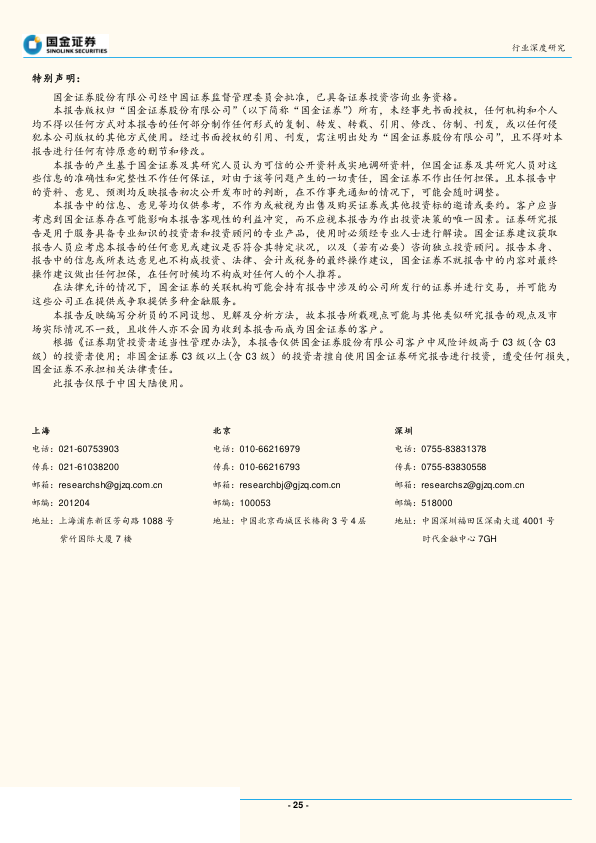 国金证券
SINOLINK SECURITIES
行业深度研究
特别声明：
国金证券股份有限公司经中国证券监督管理委员会批准，已具备证券投资咨询业务资格。
本报告版权归“国金证券股份有限公司”（以下简称“国金证券”）所有，未经事先书面授权，任何机构和个人
均不得以任何方式对本报告的任何部分制作任何形式的复制、转发、转载、引用、修改、仿制、刊发，或以任何侵
犯本公司版权的其他方式使用。经过书面授权的引用、刊发，需注明出处为“国金证券股份有限公司”，且不得对本
报告进行任何有悖原意的删节和修改。
本报告的产生基于国金证券及其研究人员认为可信的公开资料或实地调研资料，但国金证券及其研究人员对这
些信息的准确性和完整性不作任何保证，对由于该等问题产生的一切责任，国金证券不作出任何担保。且本报告中
的资料、意见、预测均反映报告初次公开发布时的判断，在不作事先通知的情况下，可能会随时调整。
本报告中的信息、意见等均仅供参考，不作为或被视为出售及购买证券或其他投资标的邀请或要约。客户应当
考虑到国金证券存在可能影响本报告客观性的利益冲突，而不应视本报告为作出投资决策的唯一因素。证券研究报
告是用于服务具备专业知识的投资者和投资顾问的专业产品，使用时必须经专业人士进行解读。国金证券建议获取
报告人员应考虑本报告的任何意见或建议是否符合其特定状况，以及（若有必要）咨询独立投资顾问。报告本身、
报告中的信息或所表达意见也不构成投资、法律、会计或税务的最终操作建议，国金证券不就报告中的内容对最终
操作建议做出任何担保，在任何时候均不构成对任何人的个人推荐。
在法律允许的情况下，国金证券的关联机构可能会持有报告中涉及的公司所发行的证券并进行交易，并可能为
这些公司正在提供或争取提供多种金融服务。
本报告反映编写分析员的不同设想、见解及分析方法，故本报告所载观点可能与其他类似研究报告的观点及市
场实际情况不一致，且收件人亦不会因为收到本报告而成为国金证券的客户。
根据《证券期货投资者适当性管理办法》，本报告仅供国金证券股份有限公司客户中风险评级高于 C3 级(含 C3
级）的投资者使用；非国金证券 C3 级以上(含 C3 级）的投资者擅自使用国金证券研究报告进行投资，遭受任何损失，
国金证券不承担相关法律责任。
此报告仅限于中国大陆使用。
上海
电话：021-60753903
传真：021-61038200
邮箱：researchsh@gjzq.com.cn
邮编：201204
地址：上海浦东新区芳甸路 1088 号
紫竹国际大厦 7 楼
北京
电话：010-66216979
传真：010-66216793
邮箱：researchbj@gjzq.com.cn
邮编：100053
地址：中国北京西城区长椿街 3 号 4 层
深圳
电话：0755-83831378
传真：0755-83830558
邮箱：researchsz@gjzq.com.cn
邮编：518000
地址：中国深圳福田区深南大道 4001 号
时代金融中心 7GH
- 25 -